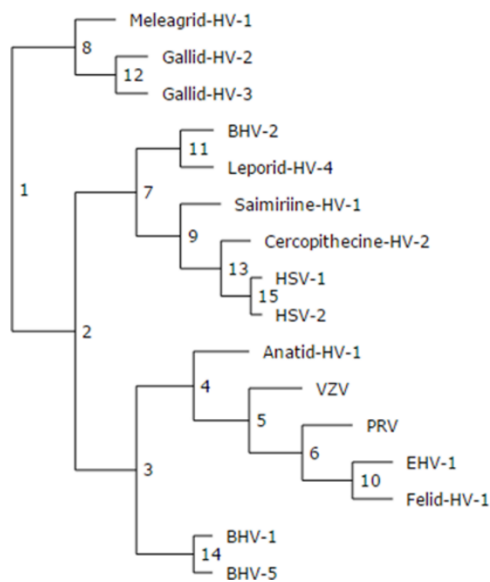 Meleagrid-HV-1
8
Gallid-HV-2
12
Gallid-HV-3
BHV-2
11
Leporid-HV-4
1
7
Saimiriine-HV-1
9
Cercopithecine-HV-2
13
HSV-1
15
HSV-2
2
Anatid-HV-1
4
VZV
5
PRV
6
EHV-1
3
10
Felid-HV-1
BHV-1
14
BHV-5